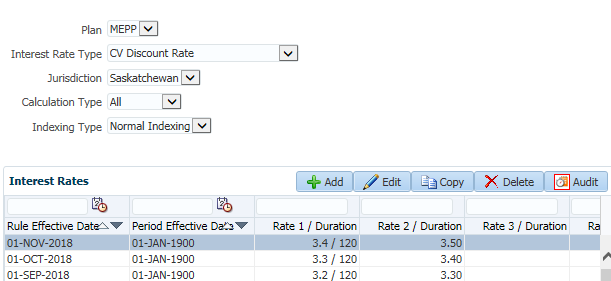 Plan MEPP
Interest Rate Type CV Discount Rate
Jurisdiction Saskatchewan
Calculation Type All
Indexing Type Normal Indexing
Interest Rates Add Edit Copy Delete Audit
Rule Effective Date Period Effective Date Rate 1 / Duration Rate 2 / Duration Rate 3 / Duration Ra
01-NOV-2018 01-JAN-1900 3.4 / 120 3.50
01-OCT-2018 01-JAN-1900 3.3 / 120 3.40
01-SEP-2018 01-JAN-1900 3.2 / 120 3.30